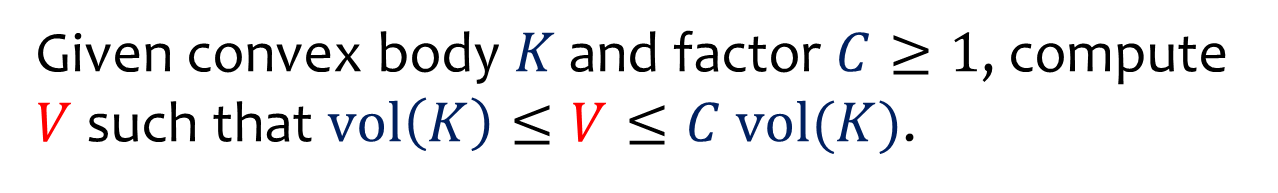 Given convex body K and factor C ≥ 1, compute
V such that vol(K) ≤ V ≤ C vol(K).